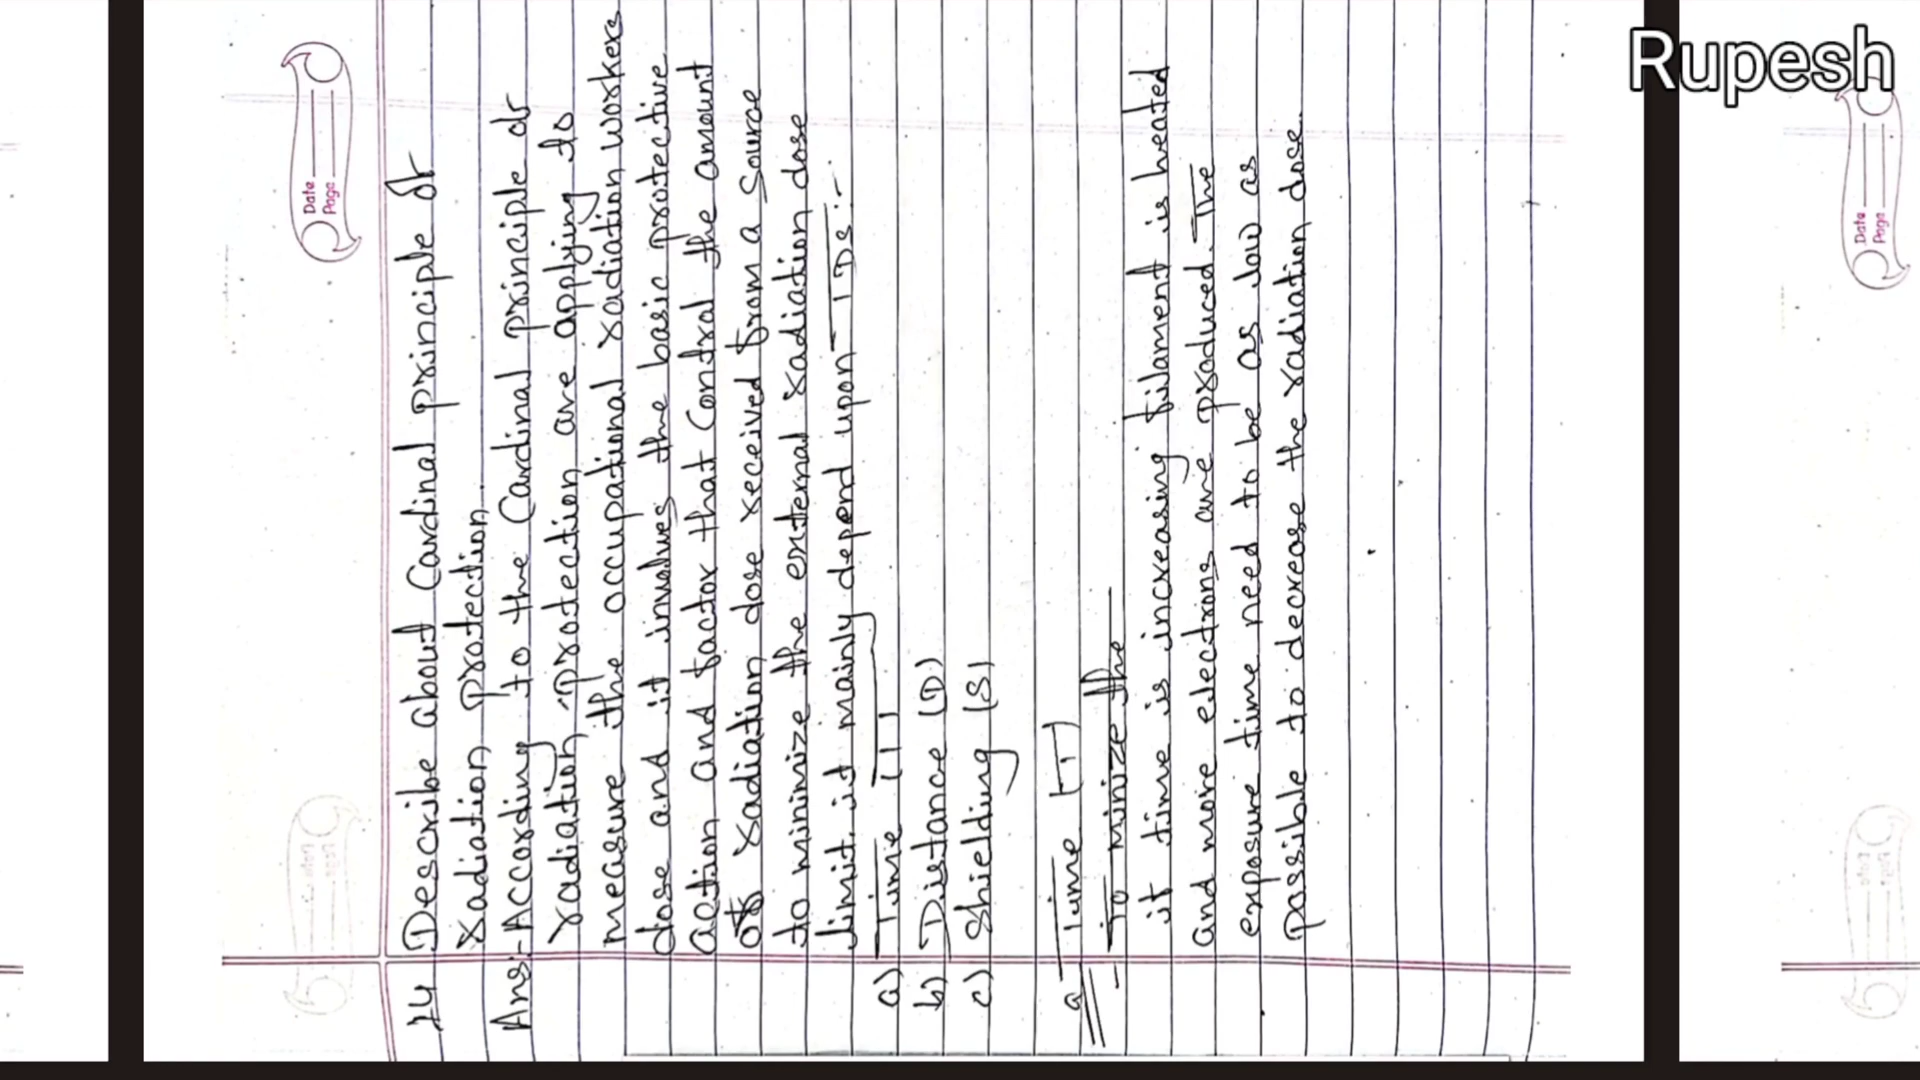 Rupesh
Date
Page
24 Describe about Cardinal principle of
radiation protection.
Ans:- According to the Cardinal principle of
radiation protection are applying to
measure the occupational radiation workers
dose and it involves the basic protective
action and factor that control the amount
of radiation dose received from a source
to minimize the external radiation dose
limit. it mainly depend upon TDS:-
a) Time (T)
b) Distance (D)
c) Shielding (S)
a Time (T)
- To minize the
it time is increasing filament is heated
and more electrons are produced. The
exposure time need to be as low as
possible to decrease the radiation dose.
Date
Page